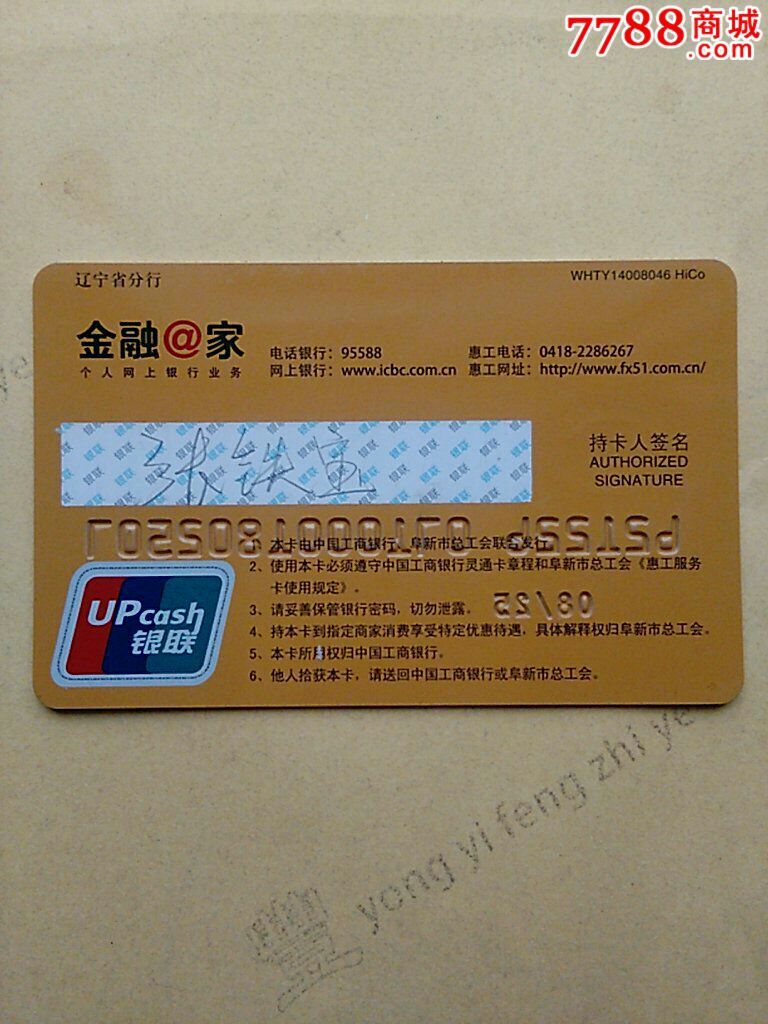 7788商城
.com
辽宁省分行
WHTY14008046 HiCo
金融@家
个人网上银行业务
电话银行：95588
网上银行：www.icbc.com.cn
惠工电话：0418-2286267
惠工网址：http://www.fx51.com.cn/
银联
持卡人签名
AUTHORIZED
SIGNATURE
1、本卡由中国工商银行、阜新市总工会联合发行。
2、使用本卡必须遵守中国工商银行灵通卡章程和阜新市总工会《惠工服务
卡使用规定》。
3、请妥善保管银行密码，切勿泄露。
08/25
4、持本卡到指定商家消费享受特定优惠待遇，具体解释权归阜新市总工会。
5、本卡所有权归中国工商银行。
6、他人拾获本卡，请送回中国工商银行或阜新市总工会。
UPcash
银联
yong yi feng zhi ye